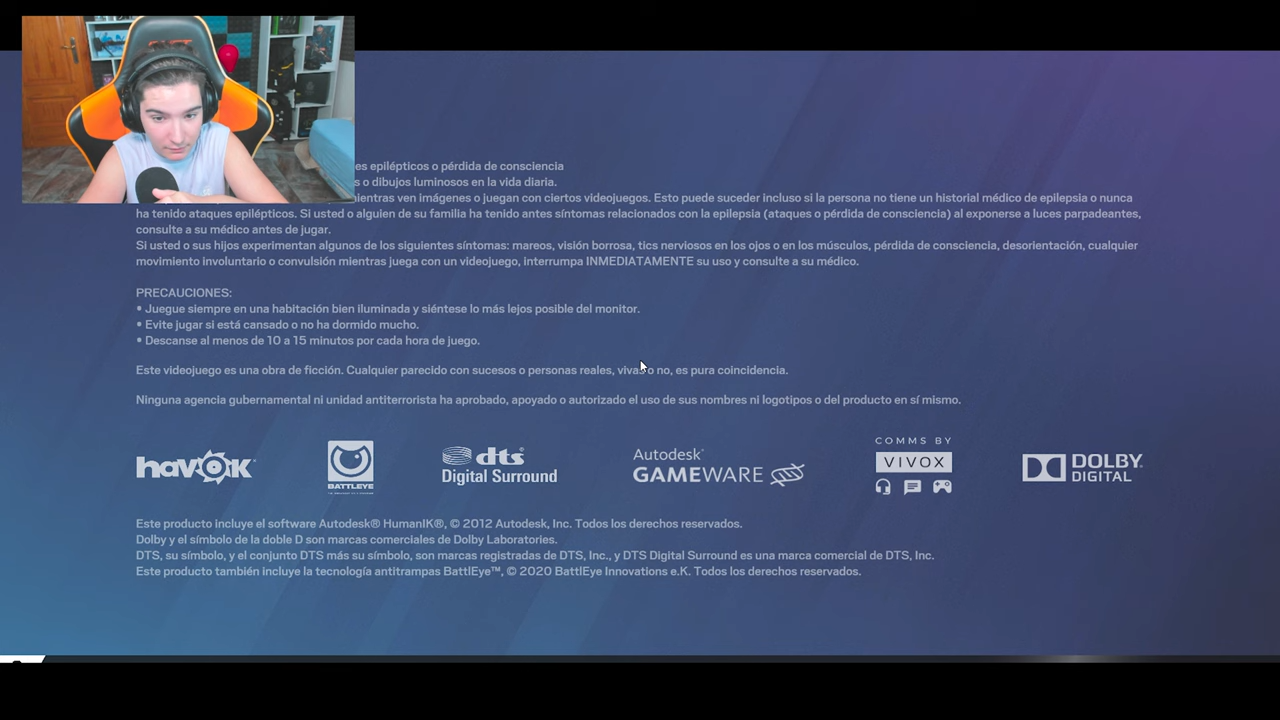 es epilépticos o pérdida de consciencia
s o dibujos luminosos en la vida diaria.
mientras ven imágenes o juegan con ciertos videojuegos. Esto puede suceder incluso si la persona no tiene un historial médico de epilepsia o nunca
ha tenido ataques epilépticos. Si usted o alguien de su familia ha tenido antes síntomas relacionados con la epilepsia (ataques o pérdida de consciencia) al exponerse a luces parpadeantes,
consulte a su médico antes de jugar.
Si usted o sus hijos experimentan algunos de los siguientes síntomas: mareos, visión borrosa, tics nerviosos en los ojos o en los músculos, pérdida de consciencia, desorientación, cualquier
movimiento involuntario o convulsión mientras juega con un videojuego, interrumpa INMEDIATAMENTE su uso y consulte a su médico.
PRECAUCIONES:
• Juegue siempre en una habitación bien iluminada y siéntese lo más lejos posible del monitor.
• Evite jugar si está cansado o no ha dormido mucho.
• Descanse al menos de 10 a 15 minutos por cada hora de juego.
Este videojuego es una obra de ficción. Cualquier parecido con sucesos o personas reales, vivas o no, es pura coincidencia.
Ninguna agencia gubernamental ni unidad antiterrorista ha aprobado, apoyado o autorizado el uso de sus nombres ni logotipos o del producto en sí mismo.
havok
BATTLEYE
dts
Digital Surround
Autodesk®
GAMEWARE
COMMS BY
VIVOX
DOLBY
DIGITAL
Este producto incluye el software Autodesk® HumanIK®, © 2012 Autodesk, Inc. Todos los derechos reservados.
Dolby y el símbolo de la doble D son marcas comerciales de Dolby Laboratories.
DTS, su símbolo, y el conjunto DTS más su símbolo, son marcas registradas de DTS, Inc., y DTS Digital Surround es una marca comercial de DTS, Inc.
Este producto también incluye la tecnología antitrampas BattlEye™, © 2020 BattlEye Innovations e.K. Todos los derechos reservados.